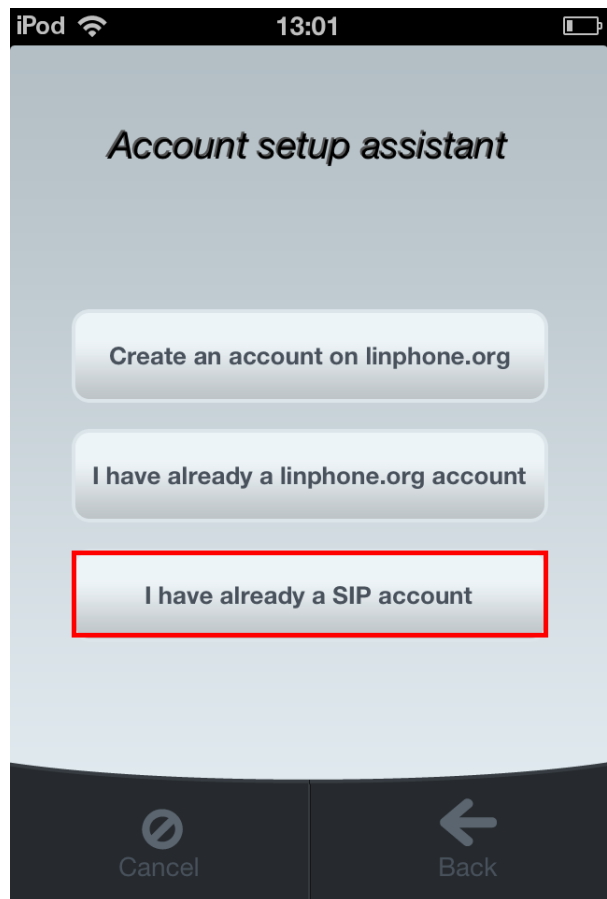 iPod 13:01
Account setup assistant
Create an account on linphone.org
I have already a linphone.org account
I have already a SIP account
Cancel Back